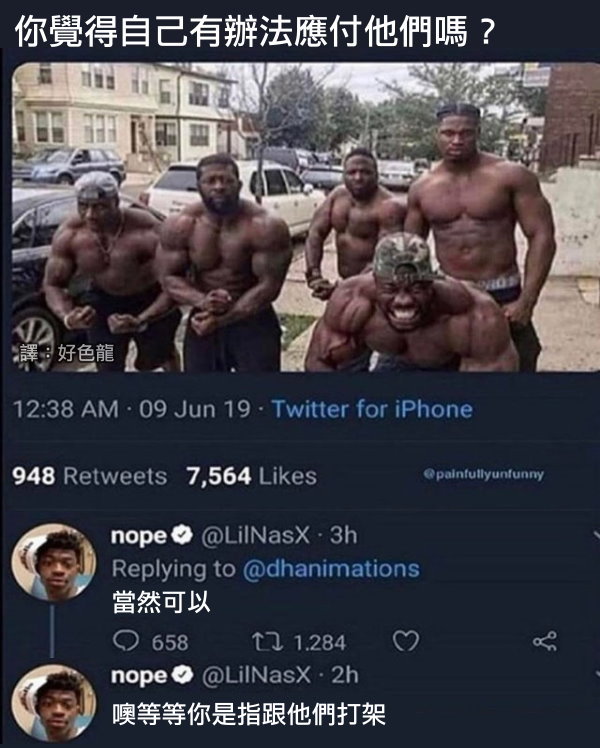 你覺得自己有辦法應付他們嗎？
譯：好色龍
12:38 AM · 09 Jun 19 · Twitter for iPhone
948 Retweets 7,564 Likes
@painfullyunfunny
nope @LilNasX · 3h
Replying to @dhanimations
當然可以
658 1.284
nope @LilNasX · 2h
噢等等你是指跟他們打架